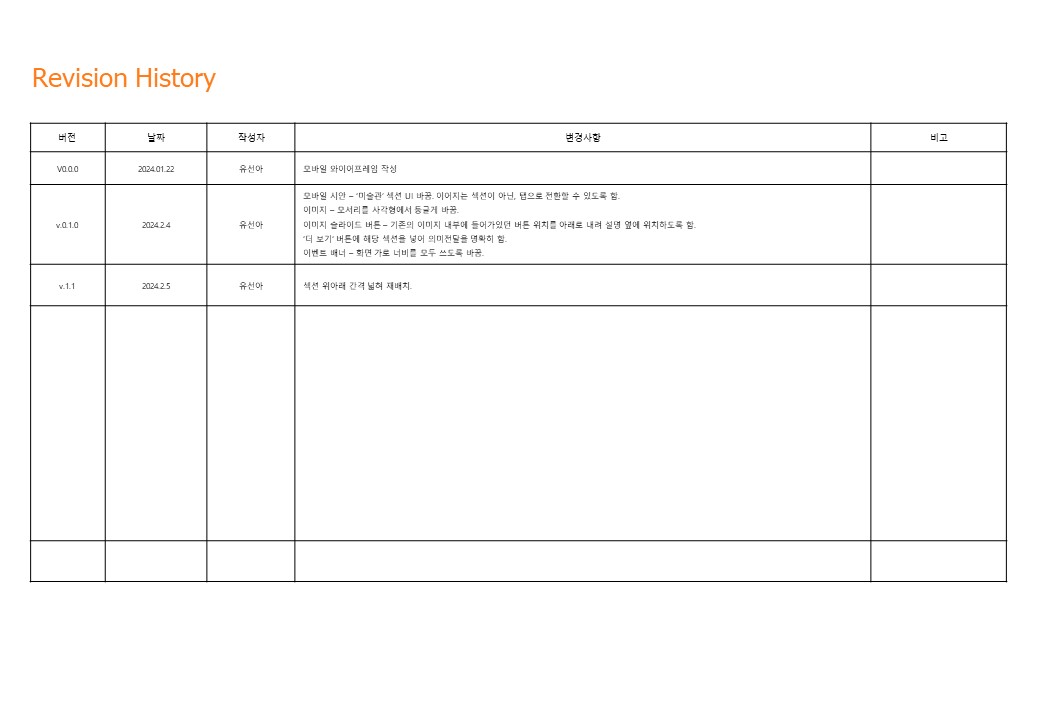 Revision History
버전 날짜 작성자 변경사항 비고
V0.0.0 2024.01.22 유선아 모바일 와이어프레임 작성
모바일 시안 – ‘미술관’ 섹션 UI 바꿈. 이어지는 섹션이 아닌, 탭으로 전환할 수 있도록 함.
이미지 – 모서리를 사각형에서 둥글게 바꿈.
v.0.1.0 2024.2.4 유선아 이미지 슬라이드 버튼 – 기존의 이미지 내부에 들어가있던 버튼 위치를 아래로 내려 설명 옆에 위치하도록 함.
‘더 보기’ 버튼에 해당 섹션을 넣어 의미전달을 명확히 함.
이벤트 배너 – 화면 가로 너비를 모두 쓰도록 바꿈.
v.1.1 2024.2.5 유선아 섹션 위아래 간격 넓혀 재배치.